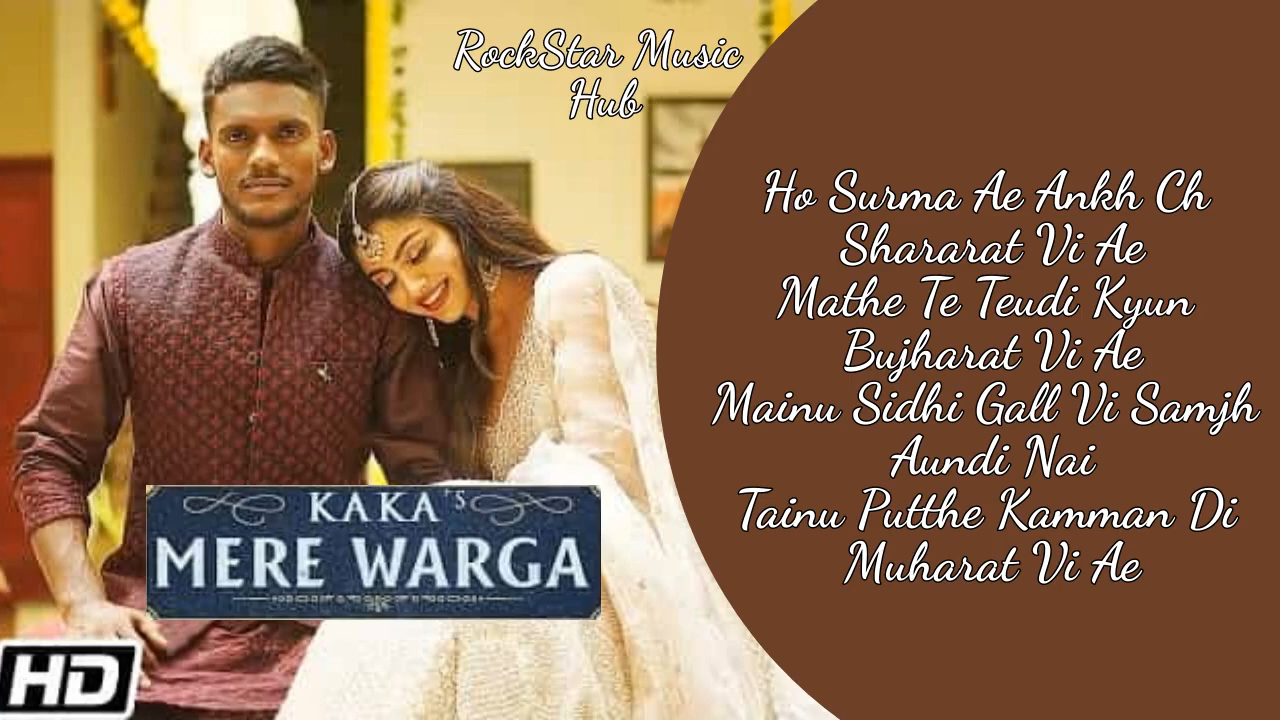 RockStar Music
Hub
Ho Surma Ae Ankh Ch
Shararat Vi Ae
Mathe Te Teudi Kyun
Bujharat Vi Ae
Mainu Sidhi Gall Vi Samjh
Aundi Nai
Tainu Putthe Kamman Di
Muharat Vi Ae
KAKA'S
MERE WARGA
HD